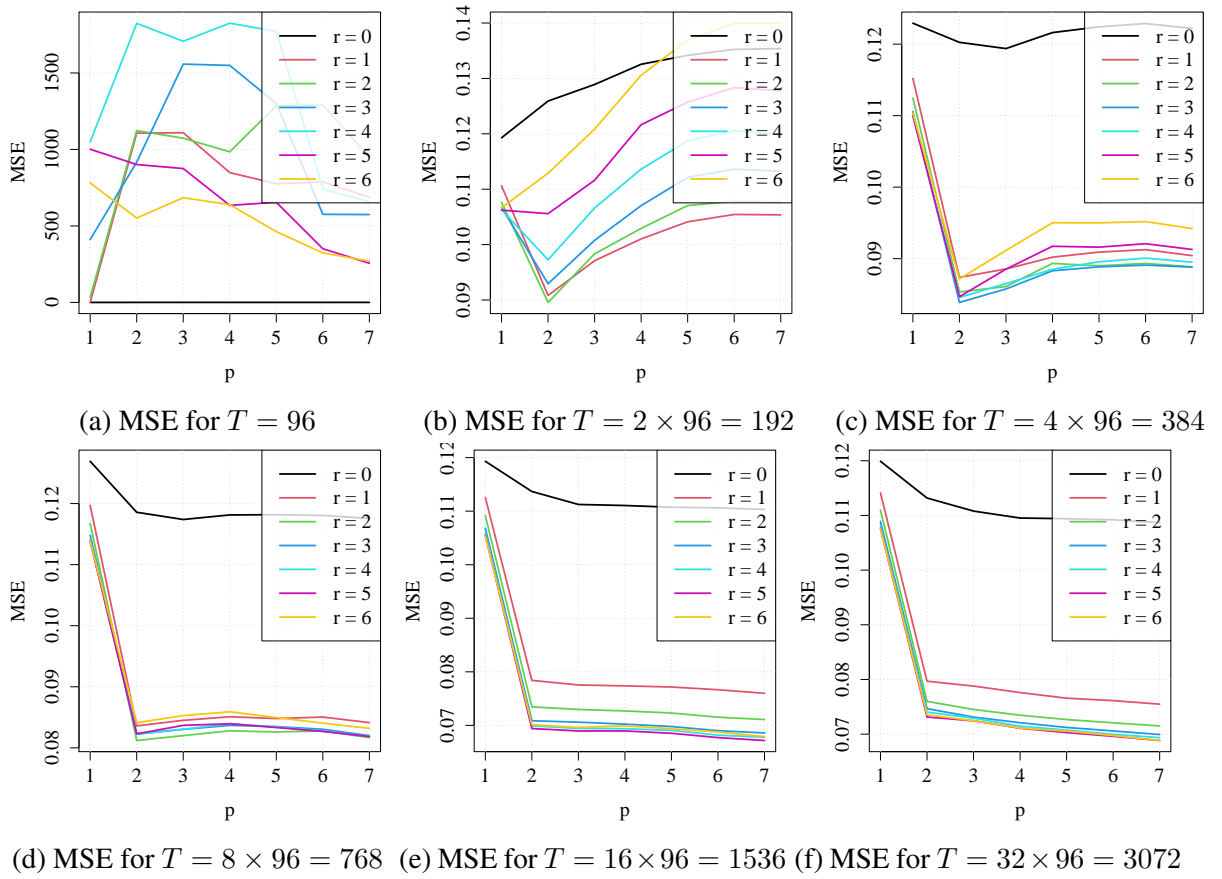 MSE
0 500 1000 1500
1 2 3 4 5 6 7
p
r = 0
r = 1
r = 2
r = 3
r = 4
r = 5
r = 6
(a) MSE for T = 96
MSE
0.09 0.10 0.11 0.12 0.13 0.14
1 2 3 4 5 6 7
p
r = 0
r = 1
r = 2
r = 3
r = 4
r = 5
r = 6
(b) MSE for T = 2 × 96 = 192
MSE
0.09 0.10 0.11 0.12
1 2 3 4 5 6 7
p
r = 0
r = 1
r = 2
r = 3
r = 4
r = 5
r = 6
(c) MSE for T = 4 × 96 = 384
MSE
0.08 0.09 0.10 0.11 0.12
1 2 3 4 5 6 7
p
r = 0
r = 1
r = 2
r = 3
r = 4
r = 5
r = 6
(d) MSE for T = 8 × 96 = 768
MSE
0.07 0.08 0.09 0.10 0.11 0.12
1 2 3 4 5 6 7
p
r = 0
r = 1
r = 2
r = 3
r = 4
r = 5
r = 6
(e) MSE for T = 16 × 96 = 1536
MSE
0.07 0.08 0.09 0.10 0.11 0.12
1 2 3 4 5 6 7
p
r = 0
r = 1
r = 2
r = 3
r = 4
r = 5
r = 6
(f) MSE for T = 32 × 96 = 3072